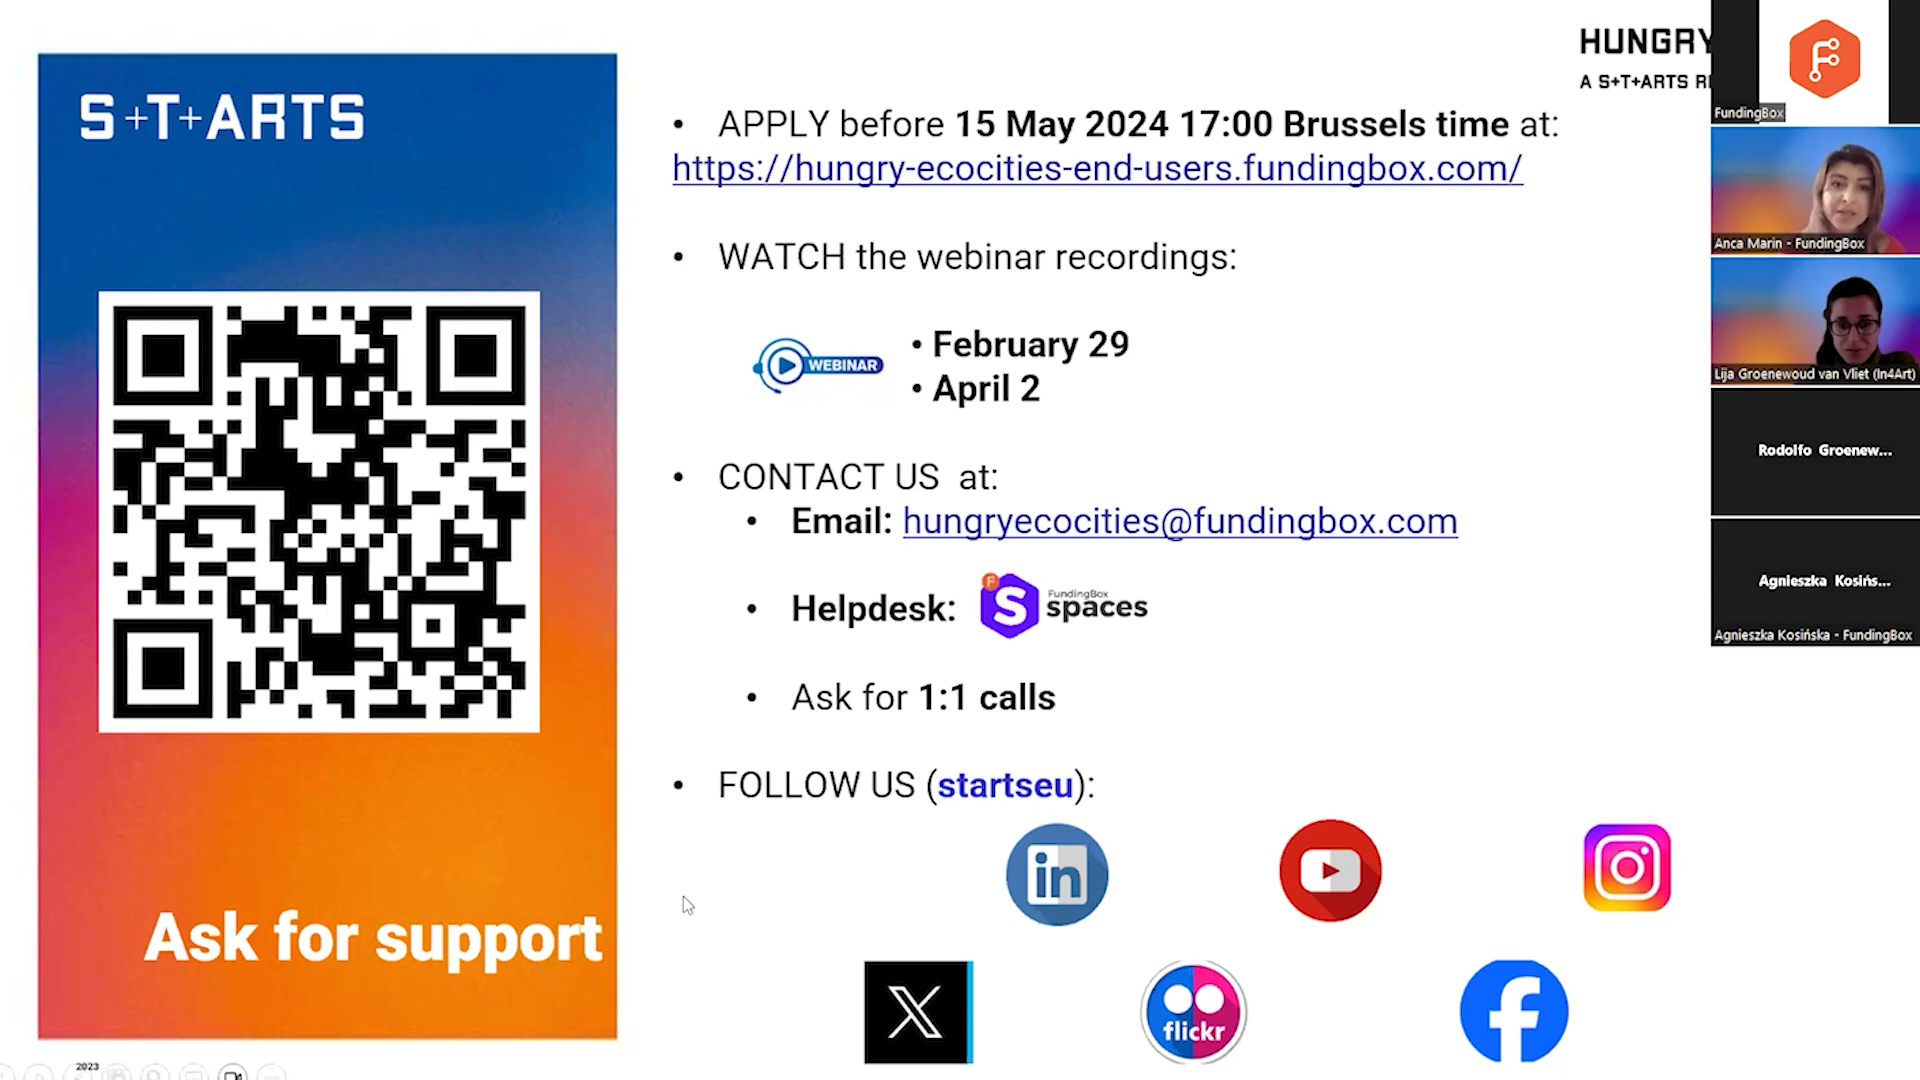 S+T+ARTS
Ask for support
2023
HUNGRY
A S+T+ARTS
• APPLY before 15 May 2024 17:00 Brussels time at:
https://hungry-ecocities-end-users.fundingbox.com/
• WATCH the webinar recordings:
WEBINAR
• February 29
• April 2
• CONTACT US at:
• Email: hungryecocities@fundingbox.com
• Helpdesk:
FundingBox
spaces
• Ask for 1:1 calls
• FOLLOW US (startseu):
in
flickr
FundingBox
Anca Marin - FundingBox
Lija Groenewoud van Vliet (In4Art)
Rodolfo Groenew...
Agnieszka Kosińs...
Agnieszka Kosińska - FundingBox